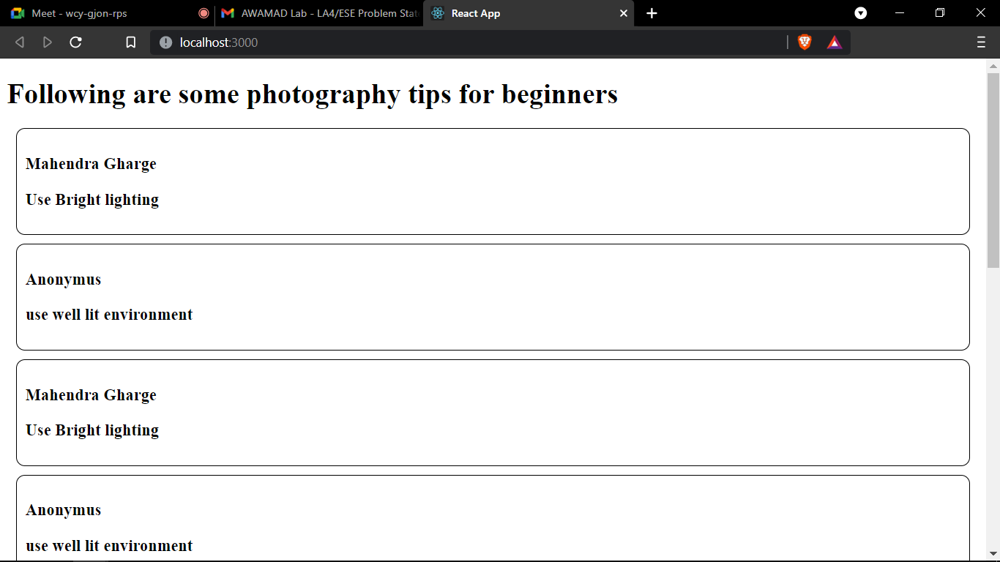 Meet - wcy-gjon-rps
AWAMAD Lab - LA4/ESE Problem Stat
React App
localhost:3000
Following are some photography tips for beginners
Mahendra Gharge
Use Bright lighting
Anonymus
use well lit environment
Mahendra Gharge
Use Bright lighting
Anonymus
use well lit environment